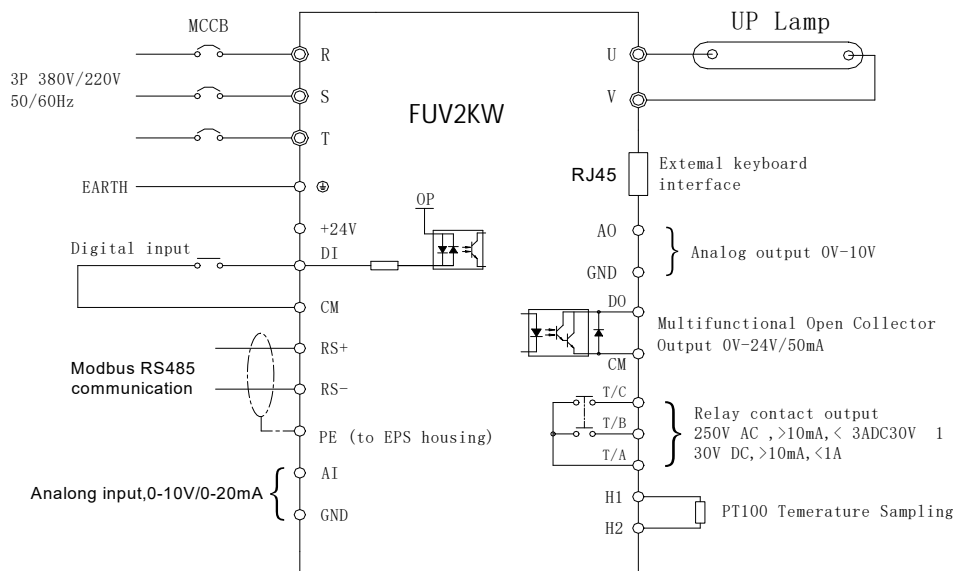 MCCB
3P 380V/220V
50/60Hz
R
S
T
EARTH
+24V
Digital input
DI
OP
CM
RS+
Modbus RS485
communication
RS-
PE (to EPS housing)
AI
Analong input,0-10V/0-20mA
GND
FUV2KW
UP Lamp
U
V
RJ45
Extemal keyboard
interface
AO
Analog output 0V-10V
GND
DO
Multifunctional Open Collector
Output 0V-24V/50mA
CM
T/C
T/B
T/A
Relay contact output
250V AC ,>10mA,< 3ADC30V 1
30V DC,>10mA,<1A
H1
H2
PT100 Temerature Sampling